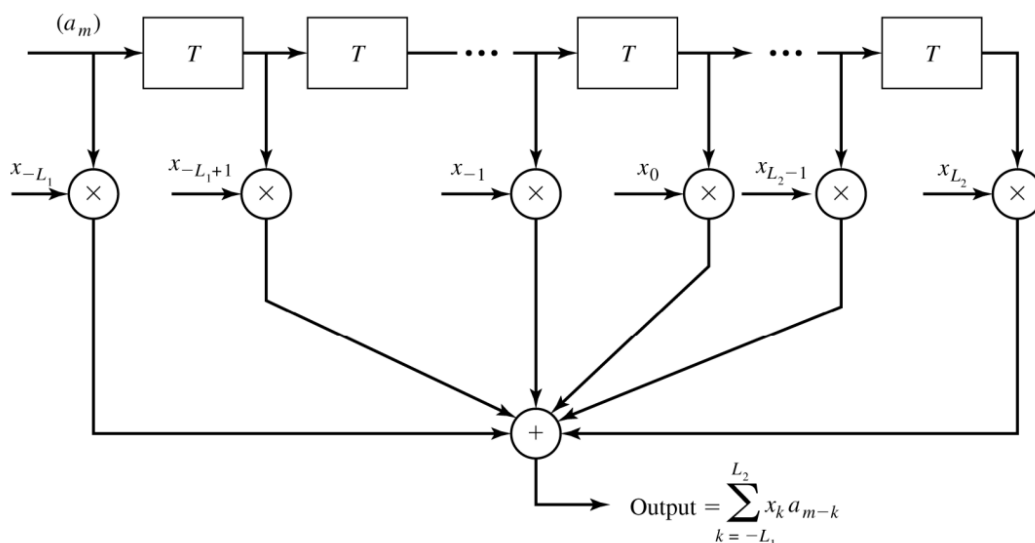 (a_m)
T T ... T ... T
x_{-L_1} x_{-L_1+1} x_{-1} x_0 x_{L_2-1} x_{L_2}
× × × × × ×
+
Output = \sum_{k = -L_1}^{L_2} x_k a_{m-k}